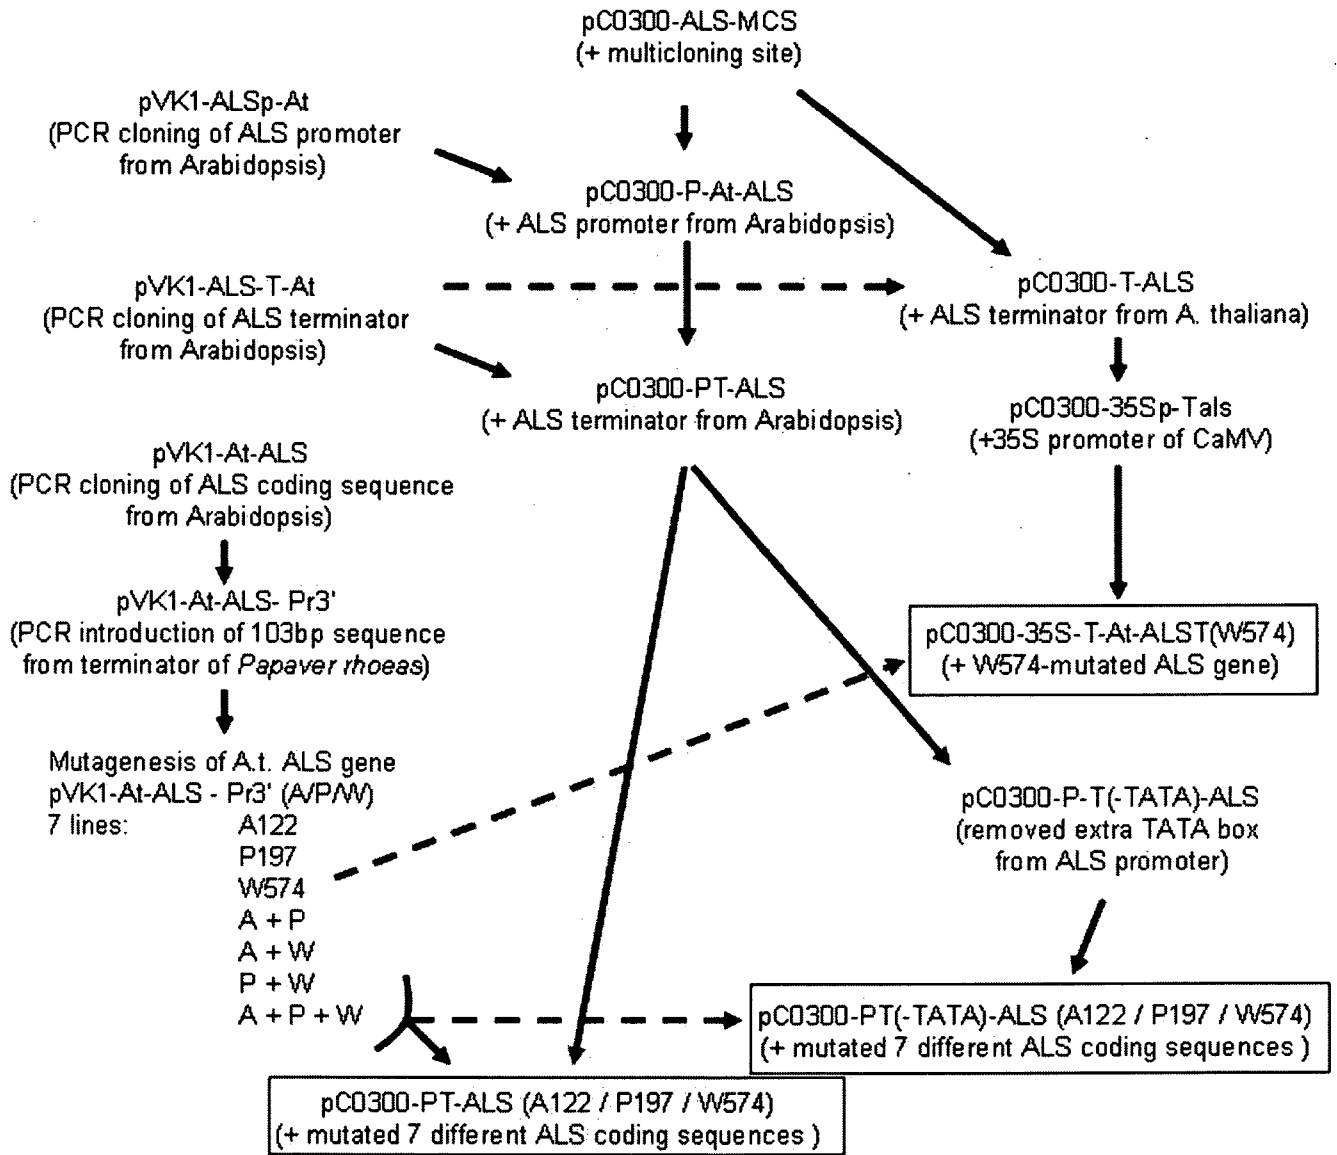 pC0300-ALS-MCS
(+ multicloning site)
pVK1-ALSp-At
(PCR cloning of ALS promoter
from Arabidopsis)
pC0300-P-At-ALS
(+ ALS promoter from Arabidopsis)
pVK1-ALS-T-At
(PCR cloning of ALS terminator
from Arabidopsis)
pC0300-T-ALS
(+ ALS terminator from A. thaliana)
pC0300-PT-ALS
(+ ALS terminator from Arabidopsis)
pC0300-35Sp-Tals
(+35S promoter of CaMV)
pVK1-At-ALS
(PCR cloning of ALS coding sequence
from Arabidopsis)
pVK1-At-ALS- Pr3'
(PCR introduction of 103bp sequence
from terminator of Papaver rhoeas)
pC0300-35S-T-At-ALST(W574)
(+ W574-mutated ALS gene)
Mutagenesis of A.t. ALS gene
pVK1-At-ALS - Pr3' (A/P/W)
7 lines:
A122
P197
W574
A + P
A + W
P + W
A + P + W
pC0300-P-T(-TATA)-ALS
(removed extra TATA box
from ALS promoter)
pC0300-PT(-TATA)-ALS (A122 / P197 / W574)
(+ mutated 7 different ALS coding sequences )
pC0300-PT-ALS (A122 / P197 / W574)
(+ mutated 7 different ALS coding sequences )